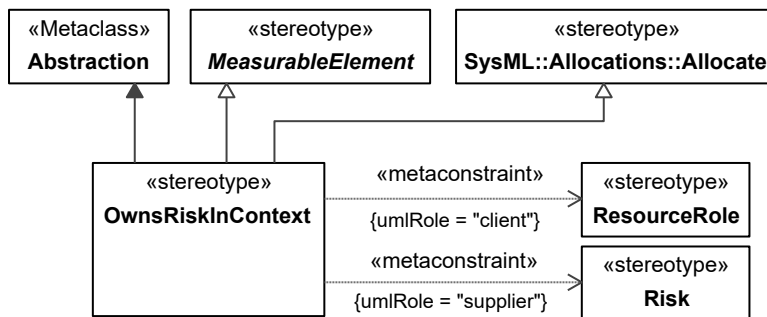 «Metaclass»
Abstraction
«stereotype»
MeasurableElement
«stereotype»
SysML::Allocations::Allocate
«stereotype»
OwnsRiskInContext
«metaconstraint»
{umlRole = "client"}
«stereotype»
ResourceRole
«metaconstraint»
{umlRole = "supplier"}
«stereotype»
Risk